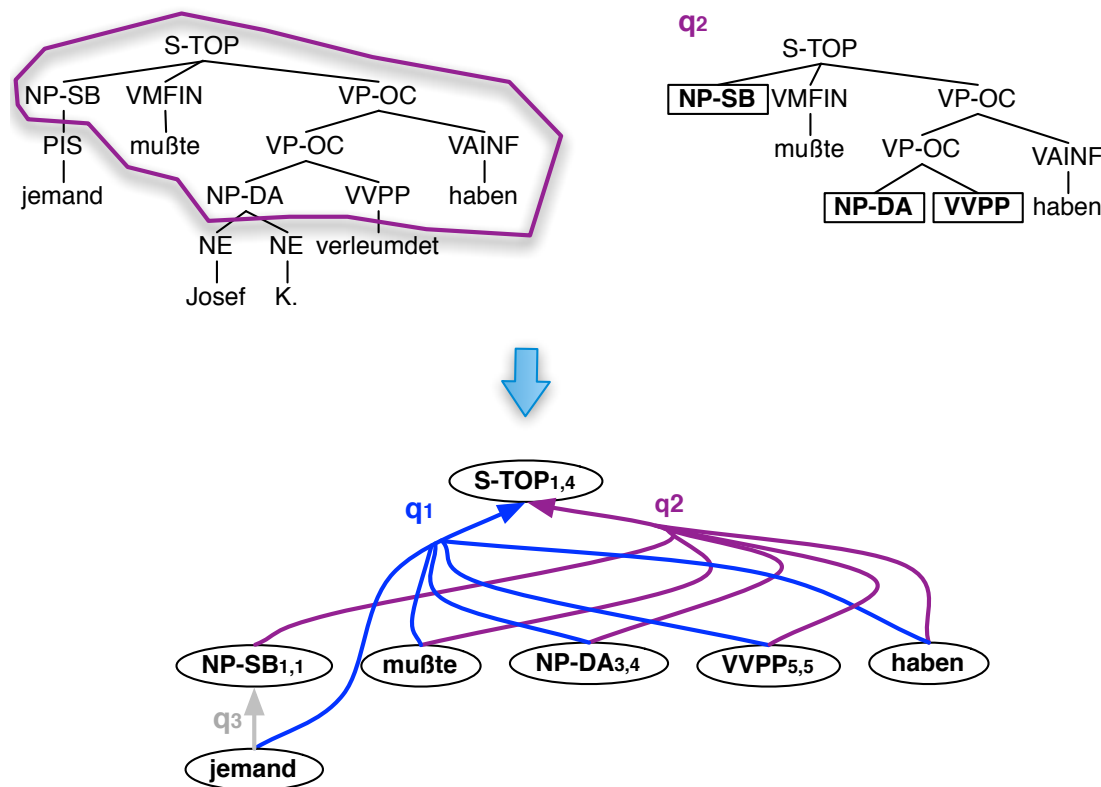 q2
S-TOP
NP-SB VMFIN VP-OC
PIS mußte VP-OC VAINF
jemand NP-DA VVPP haben
NE NE verleumdet
Josef K.
S-TOP
NP-SB VMFIN VP-OC
mußte VP-OC VAINF
NP-DA VVPP haben
S-TOP1,4
q1 q2
NP-SB1,1 mußte NP-DA3,4 VVPP5,5 haben
q3
jemand